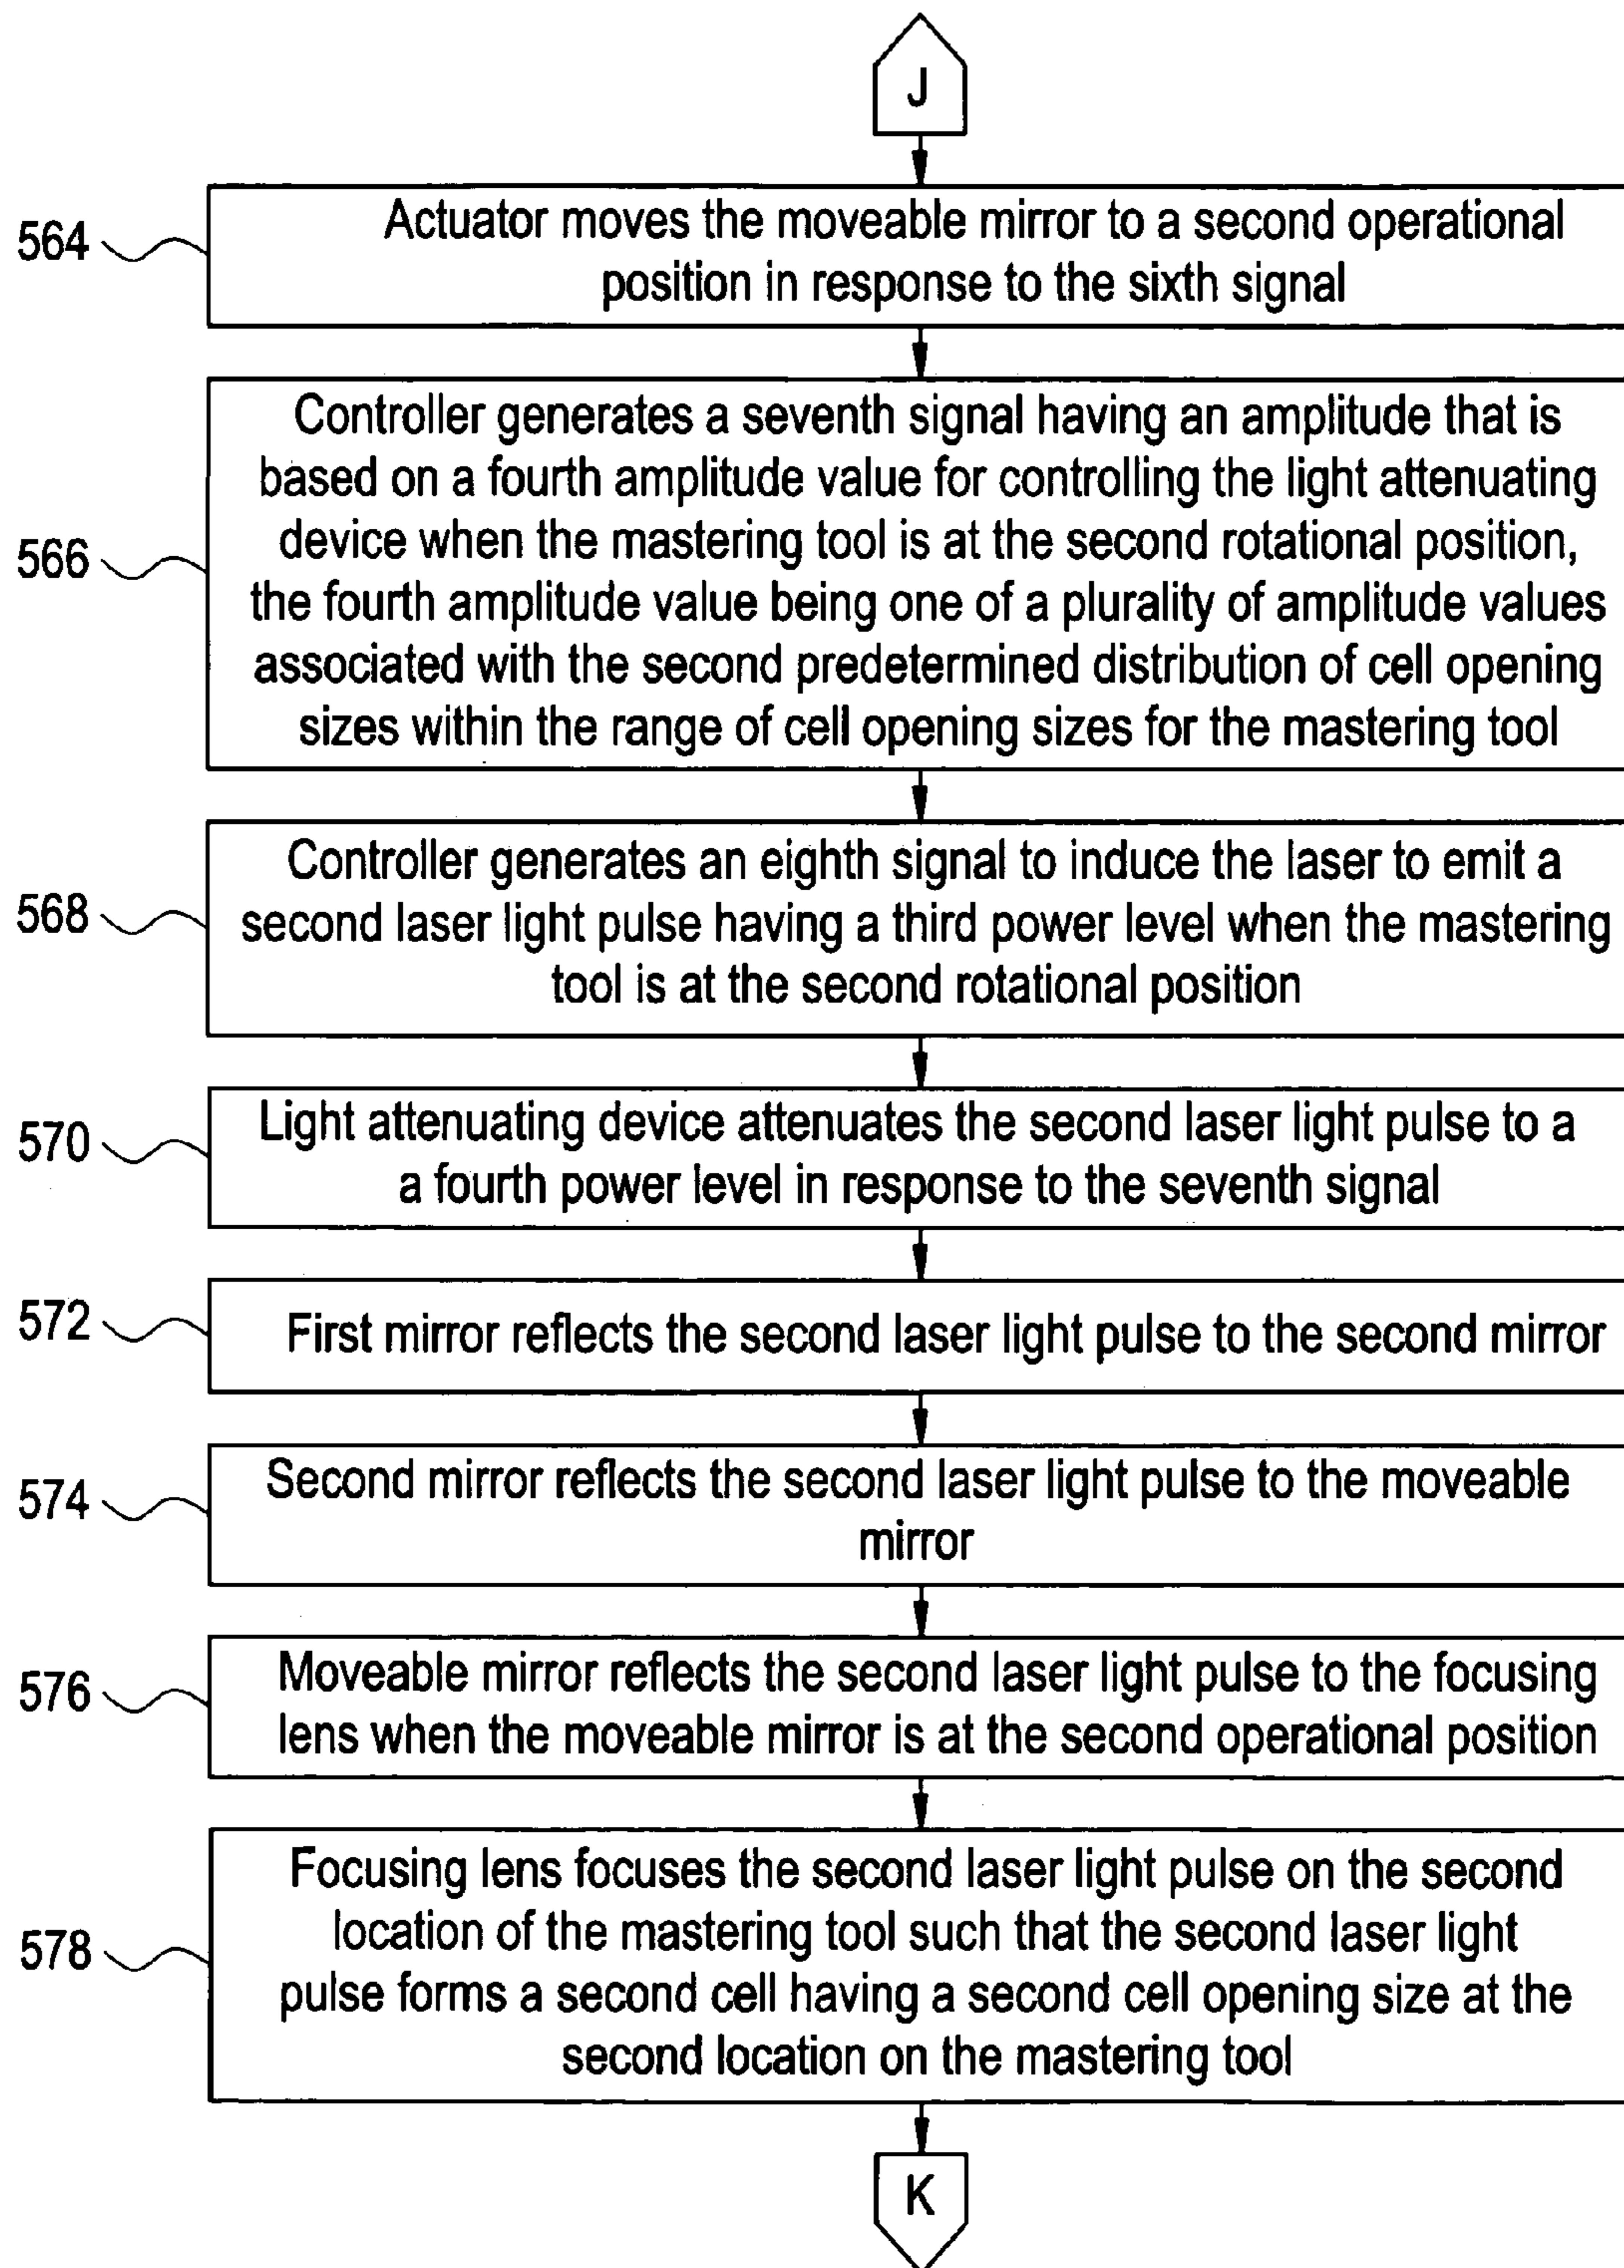 J
564
Actuator moves the moveable mirror to a second operational
position in response to the sixth signal
566
Controller generates a seventh signal having an amplitude that is
based on a fourth amplitude value for controlling the light attenuating
device when the mastering tool is at the second rotational position,
the fourth amplitude value being one of a plurality of amplitude values
associated with the second predetermined distribution of cell opening
sizes within the range of cell opening sizes for the mastering tool
568
Controller generates an eighth signal to induce the laser to emit a
second laser light pulse having a third power level when the mastering
tool is at the second rotational position
570
Light attenuating device attenuates the second laser light pulse to a
a fourth power level in response to the seventh signal
572
First mirror reflects the second laser light pulse to the second mirror
574
Second mirror reflects the second laser light pulse to the moveable
mirror
576
Moveable mirror reflects the second laser light pulse to the focusing
lens when the moveable mirror is at the second operational position
578
Focusing lens focuses the second laser light pulse on the second
location of the mastering tool such that the second laser light
pulse forms a second cell having a second cell opening size at the
second location on the mastering tool
K